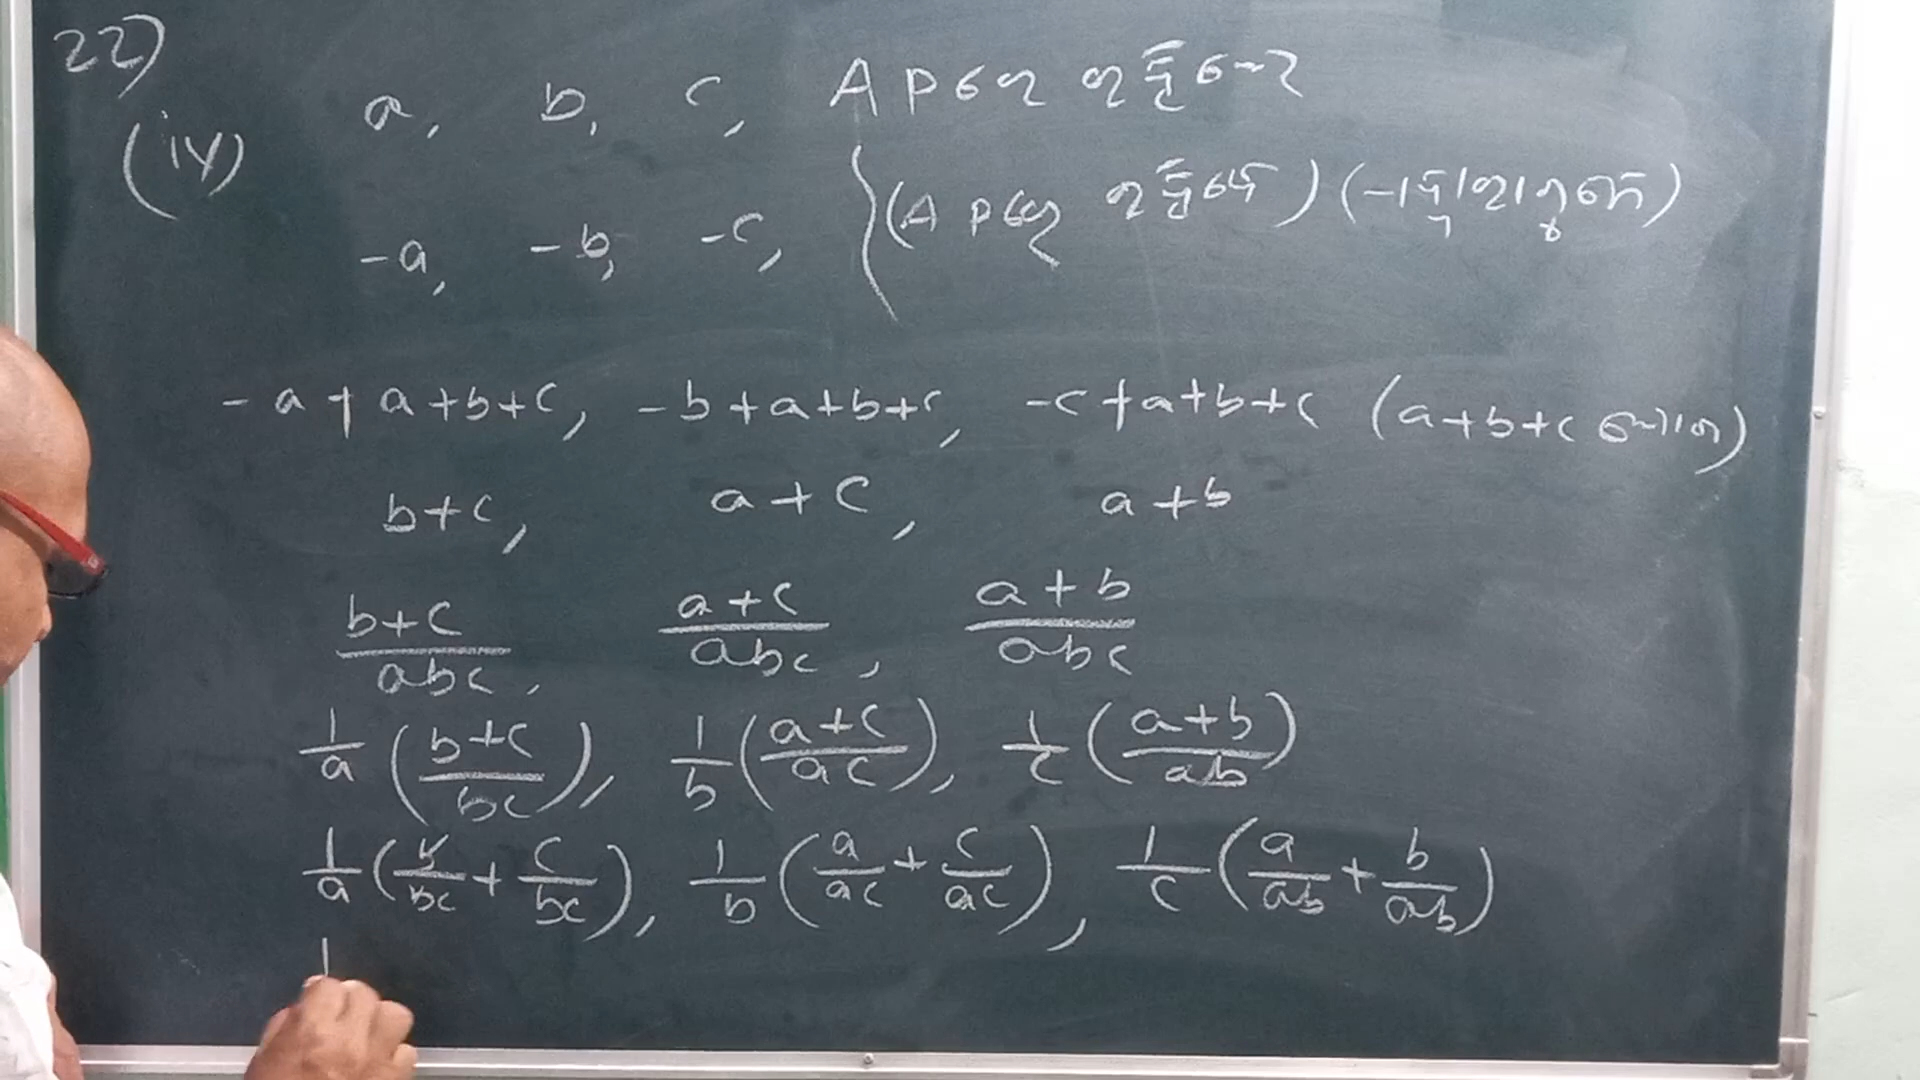 22)
(iv) a, b, c, A P
-a, -b, -c,
-a + a+b+c, -b+a+b+c, -c+a+b+c (a+b+c
b+c, a+c, a+b
b+c/abc, a+c/abc, a+b/abc
1/a (b+c/bc), 1/b (a+c/ac), 1/c (a+b/ab)
1/a (b/bc + c/bc), 1/b (a/ac + c/ac), 1/c (a/ab + b/ab)
1